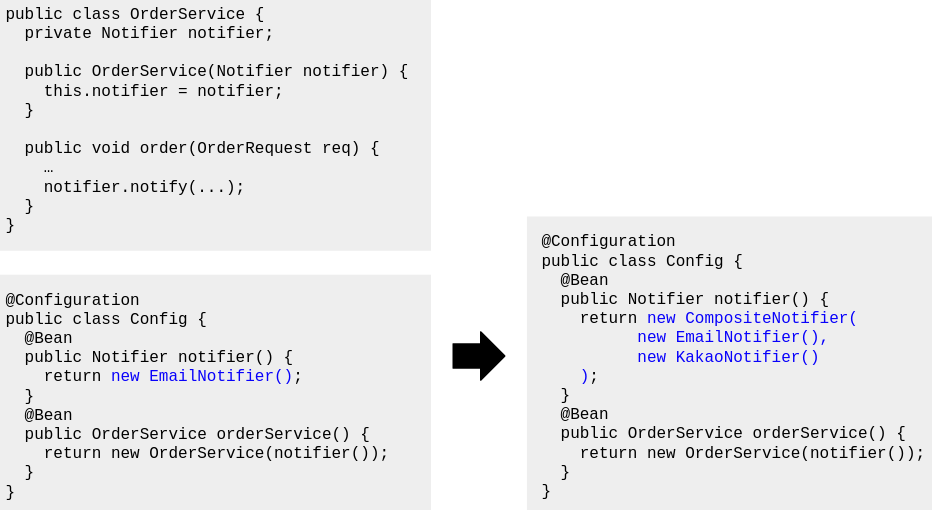 public class OrderService {
  private Notifier notifier;

  public OrderService(Notifier notifier) {
    this.notifier = notifier;
  }

  public void order(OrderRequest req) {
    …
    notifier.notify(...);
  }
}

@Configuration
public class Config {
  @Bean
  public Notifier notifier() {
    return new EmailNotifier();
  }
  @Bean
  public OrderService orderService() {
    return new OrderService(notifier());
  }
}

@Configuration
public class Config {
  @Bean
  public Notifier notifier() {
    return new CompositeNotifier(
          new EmailNotifier(),
          new KakaoNotifier()
    );
  }
  @Bean
  public OrderService orderService() {
    return new OrderService(notifier());
  }
}